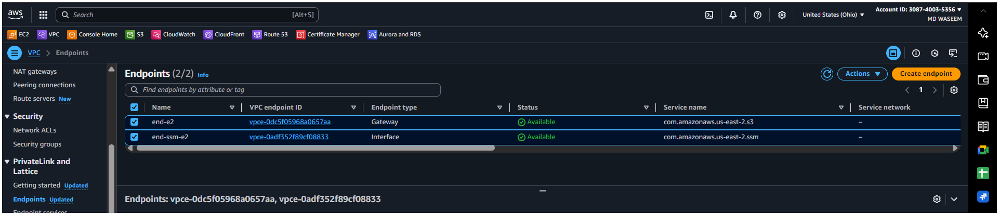 aws
Search [Alt+S]
United States (Ohio)
Account ID: 3087-4003-5356
MD WASEEM
EC2 VPC Console Home S3 CloudWatch CloudFront Route 53 Certificate Manager Aurora and RDS
VPC Endpoints
NAT gateways
Peering connections
Route servers New
Security
Network ACLs
Security groups
PrivateLink and
Lattice
Getting started Updated
Endpoints Updated
Endpoint services
Endpoints (2/2) Info
Actions Create endpoint
Find endpoints by attribute or tag
1
Name VPC endpoint ID Endpoint type Status Service name Service network
end-e2 vpce-0dc5f05968a0657aa Gateway Available com.amazonaws.us-east-2.s3 –
end-ssm-e2 vpce-0adf352f89cf08833 Interface Available com.amazonaws.us-east-2.ssm –
Endpoints: vpce-0dc5f05968a0657aa, vpce-0adf352f89cf08833